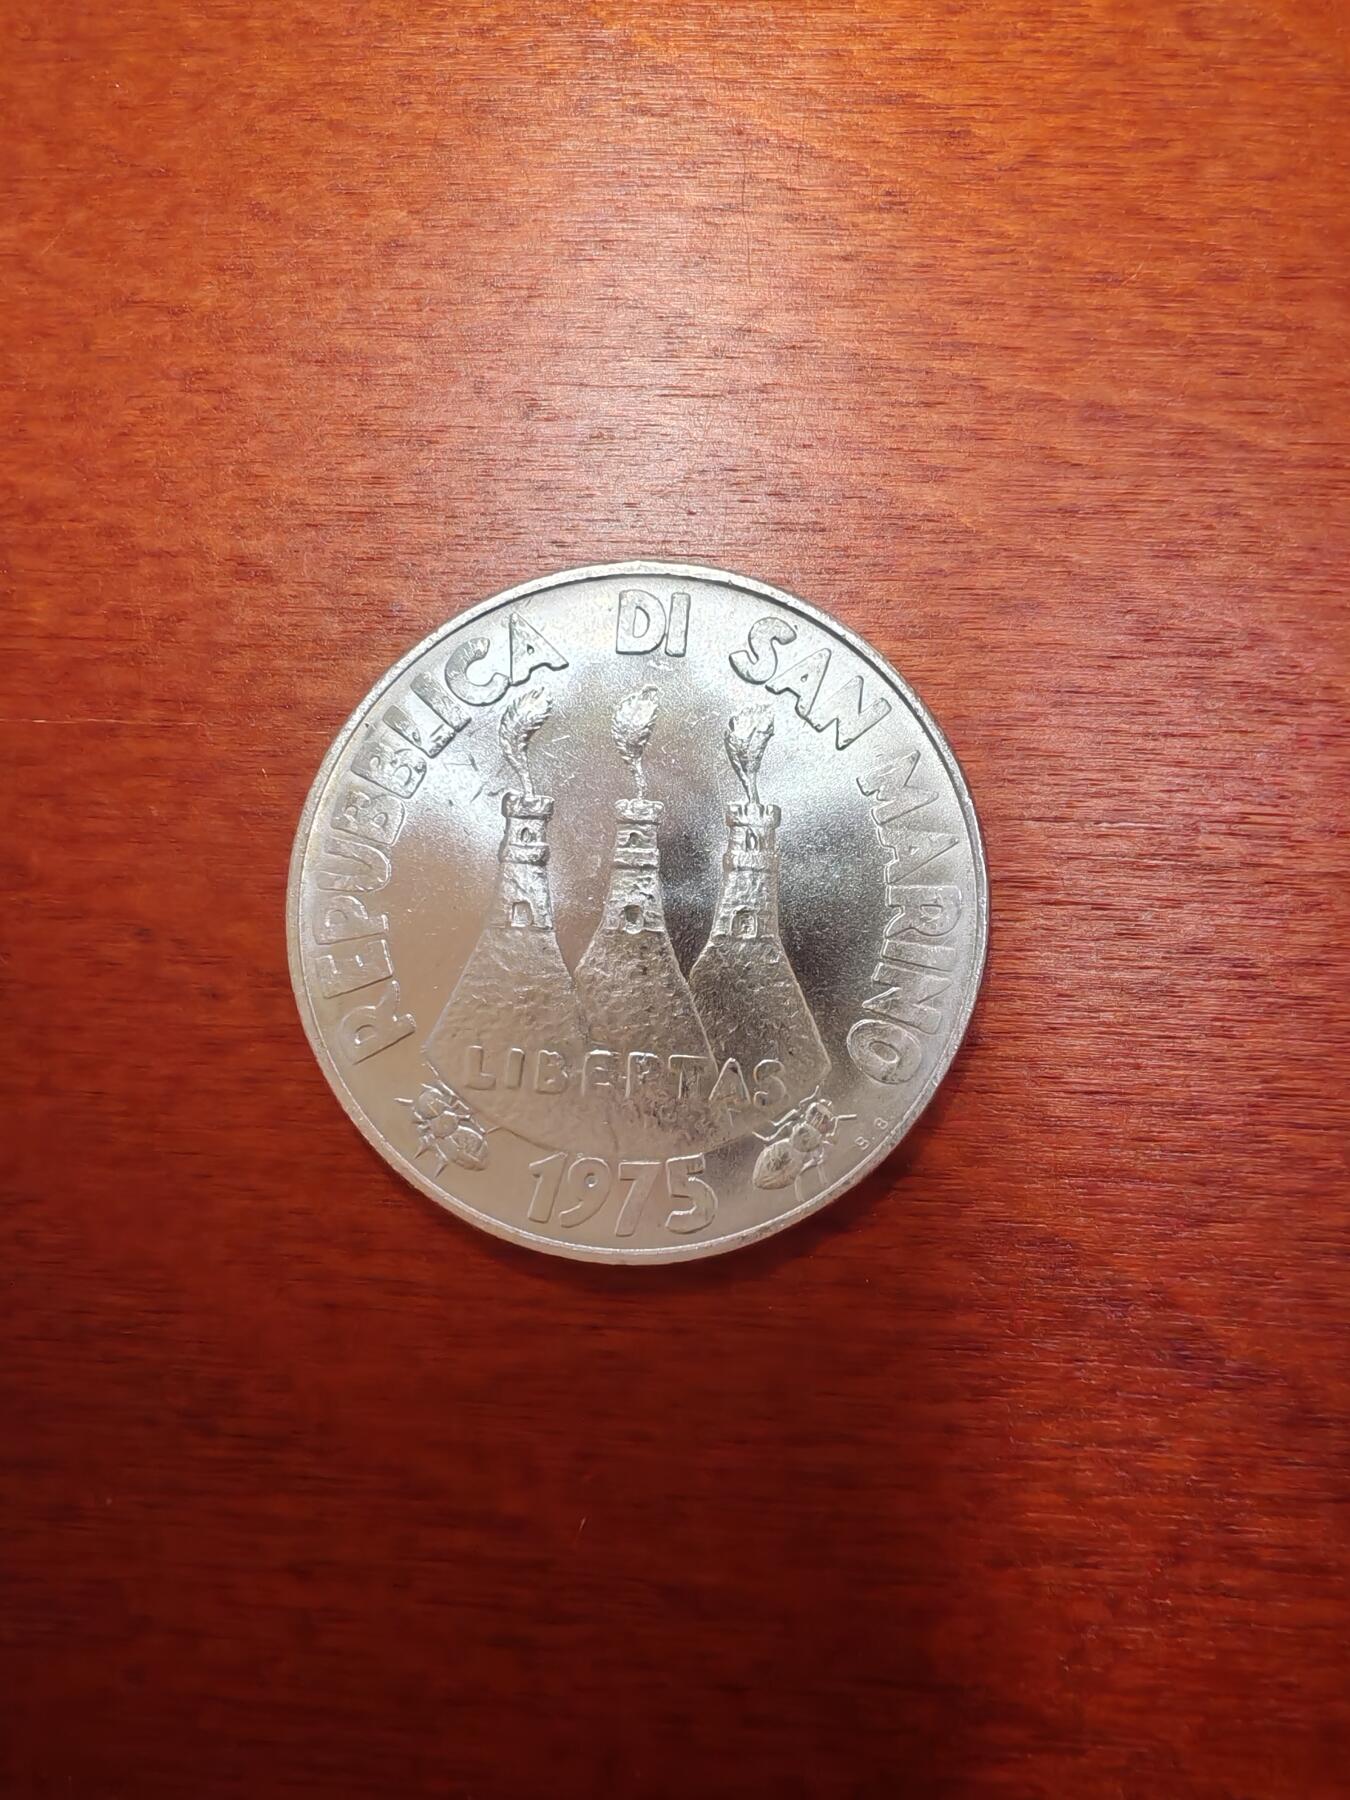 REPUBBLICA DI SAN MARINO
LIBERTAS
1975